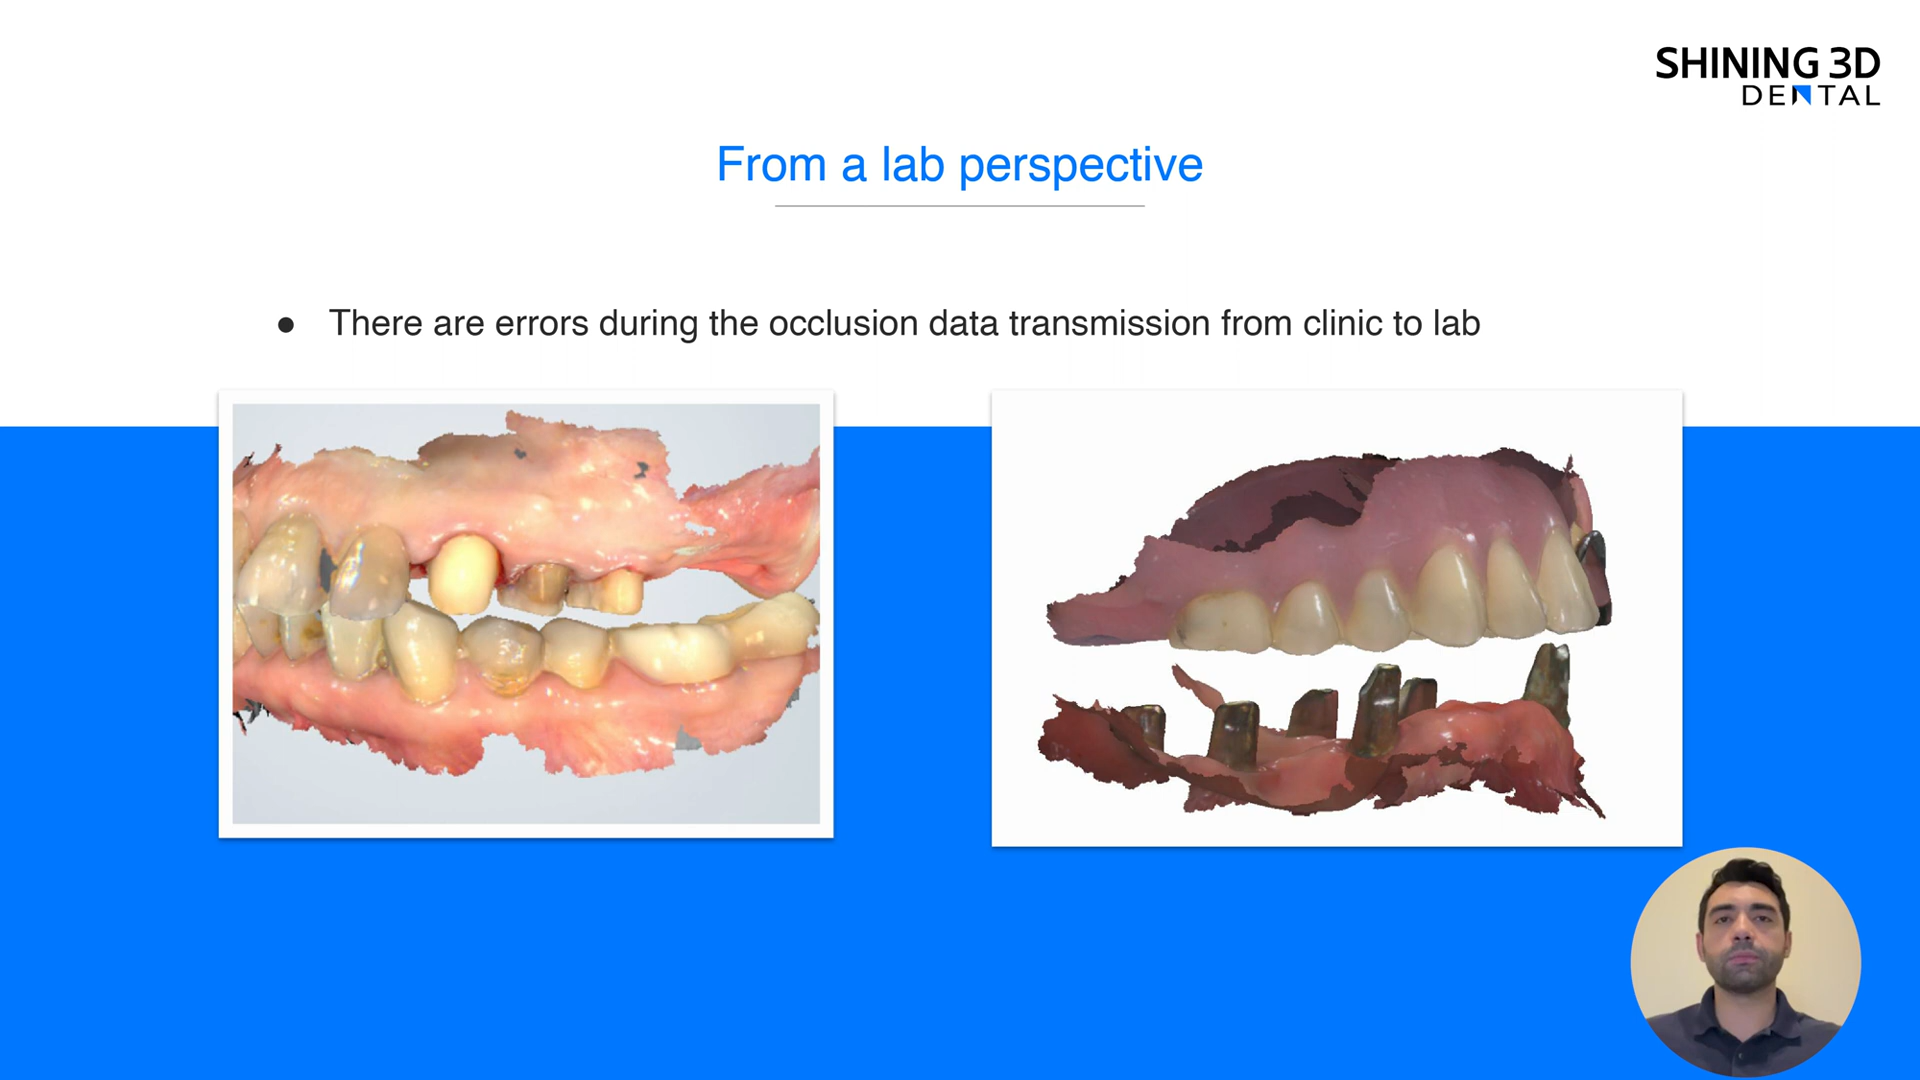 SHINING 3D
DENTAL
From a lab perspective
● There are errors during the occlusion data transmission from clinic to lab